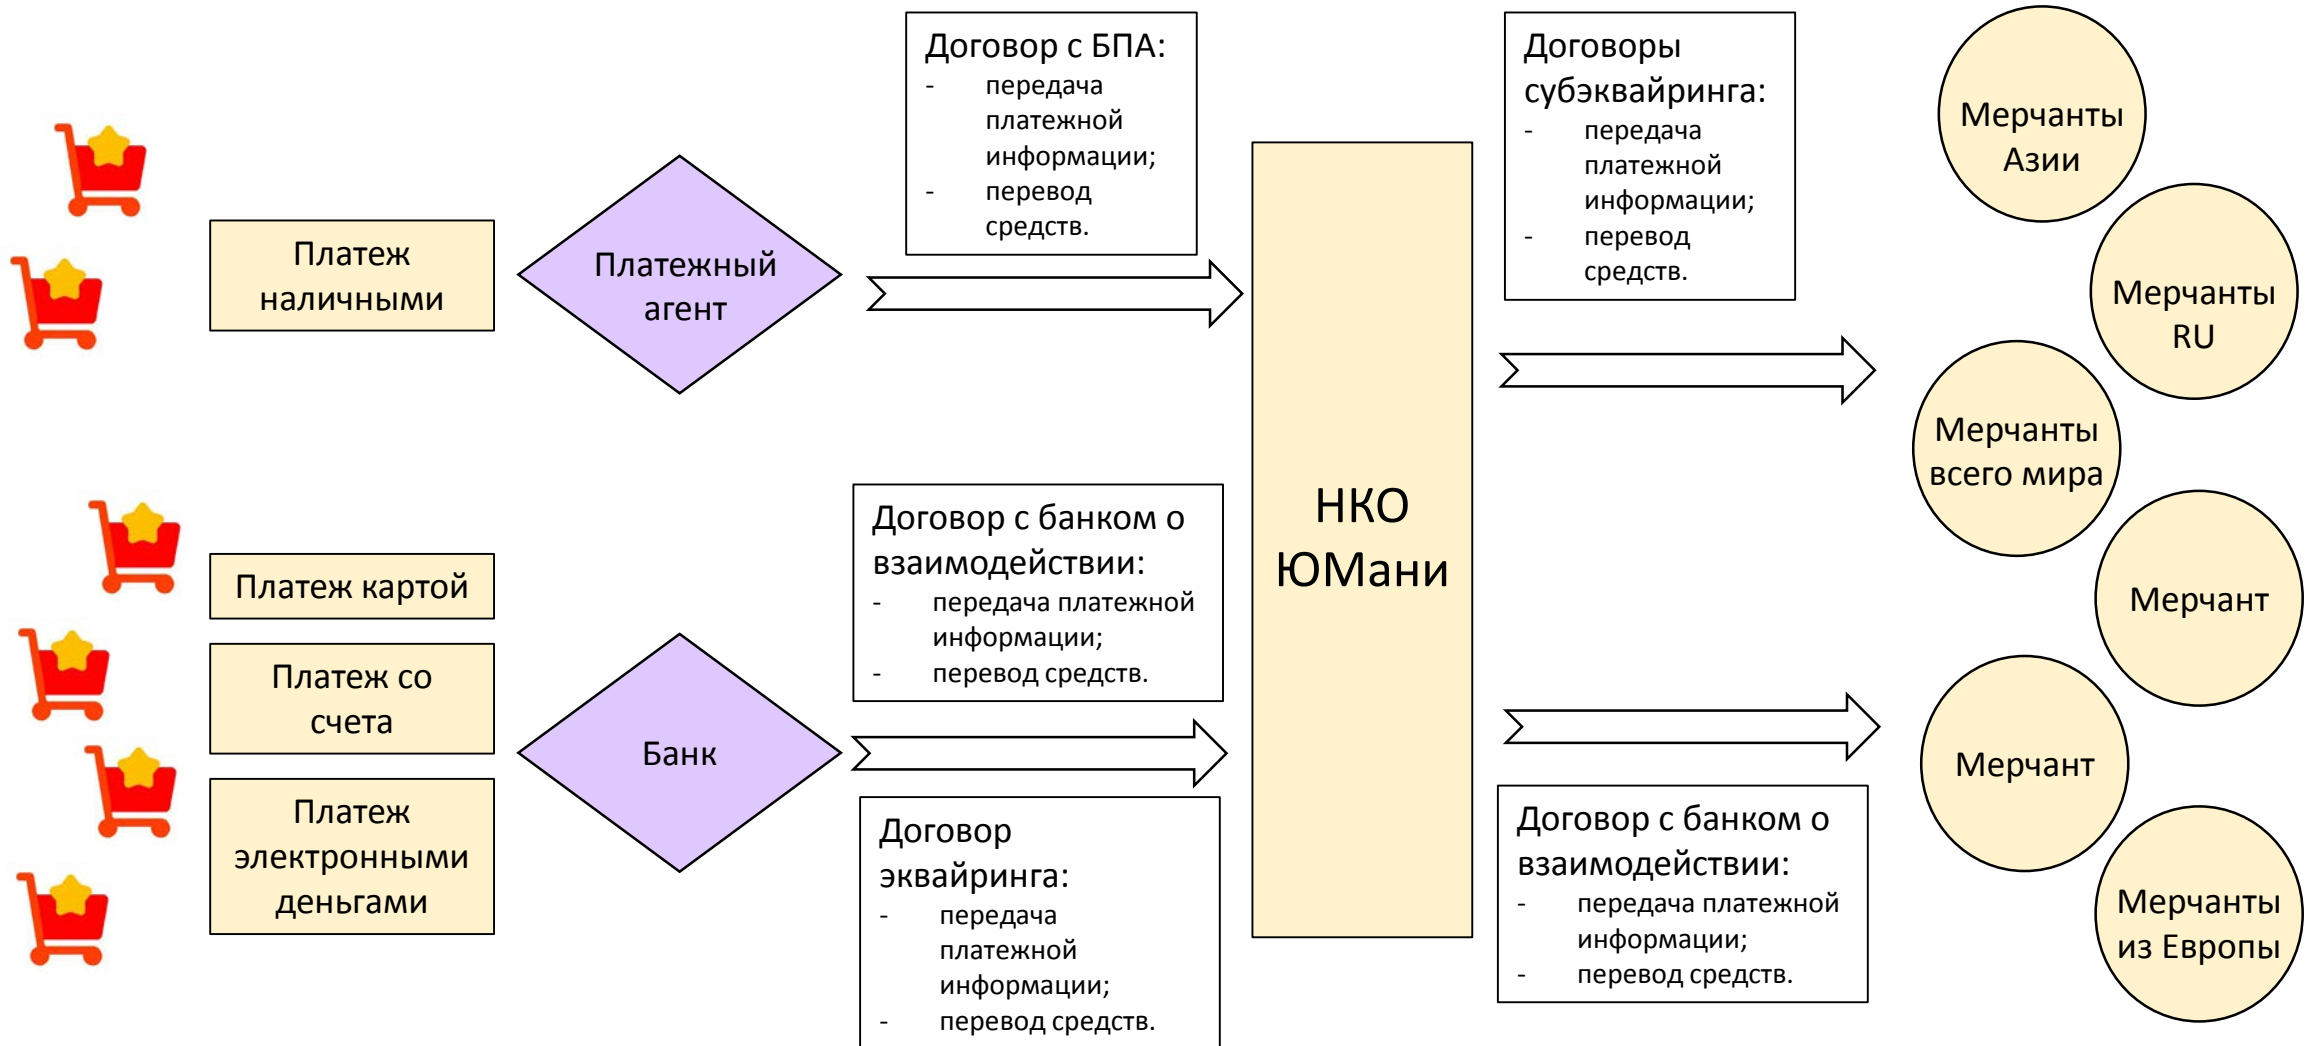 Договор с БПА:
- передача
платежной
информации;
- перевод
средств.
Договоры
субэквайринга:
- передача
платежной
информации;
- перевод
средств.
Платеж
наличными
Платежный
агент
Мерчанты
Азии
Мерчанты
RU
Мерчанты
всего мира
НКО
ЮМани
Договор с банком о
взаимодействии:
- передача платежной
информации;
- перевод средств.
Платеж картой
Платеж со
счета
Платеж
электронными
деньгами
Банк
Договор
эквайринга:
- передача
платежной
информации;
- перевод средств.
Договор с банком о
взаимодействии:
- передача платежной
информации;
- перевод средств.
Мерчант
Мерчант
Мерчанты
из Европы